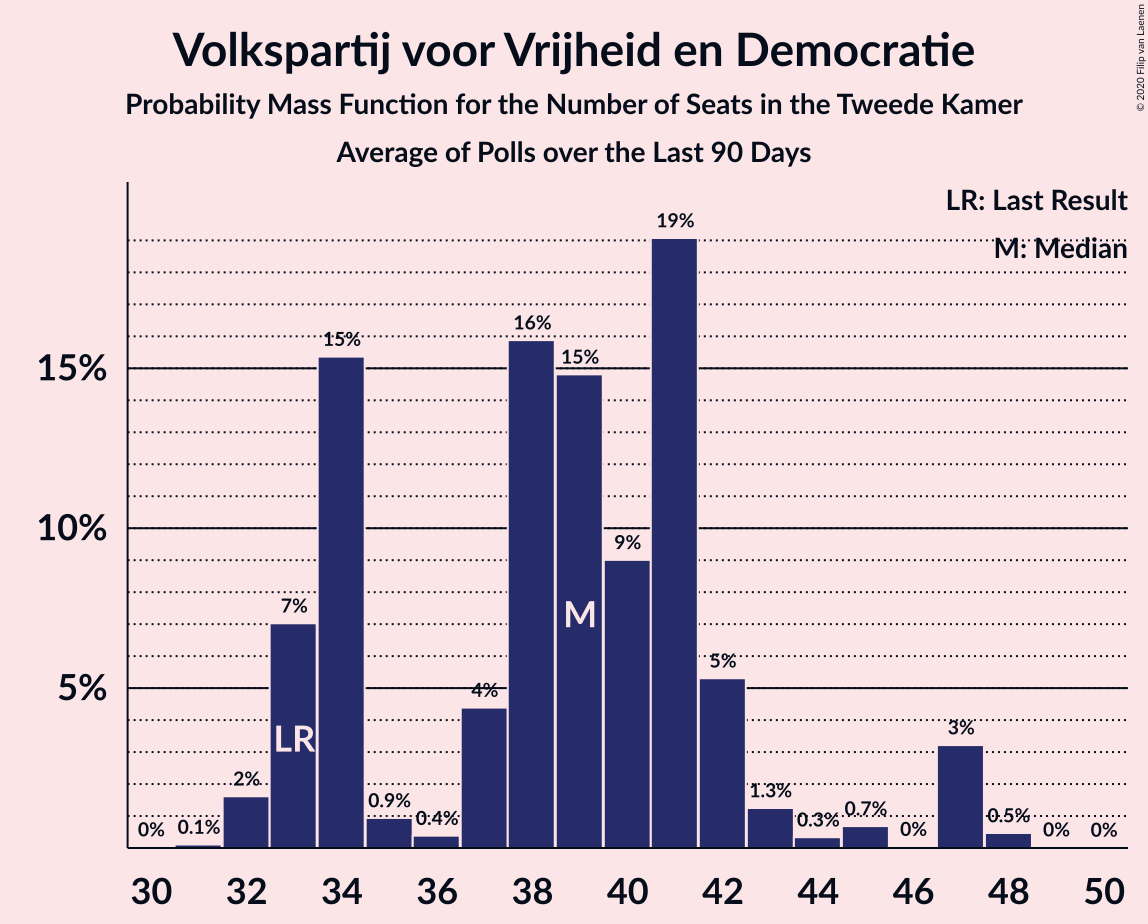 Volkspartij voor Vrijheid en Democratie
Probability Mass Function for the Number of Seats in the Tweede Kamer
Average of Polls over the Last 90 Days
© 2020 Filip van Laenen
LR: Last Result
M: Median
15%
10%
5%
0%
0.1%
2%
7%
15%
0.9%
0.4%
4%
16%
15%
9%
19%
5%
1.3%
0.3%
0.7%
0%
3%
0.5%
0%
0%
LR
M
30 32 34 36 38 40 42 44 46 48 50